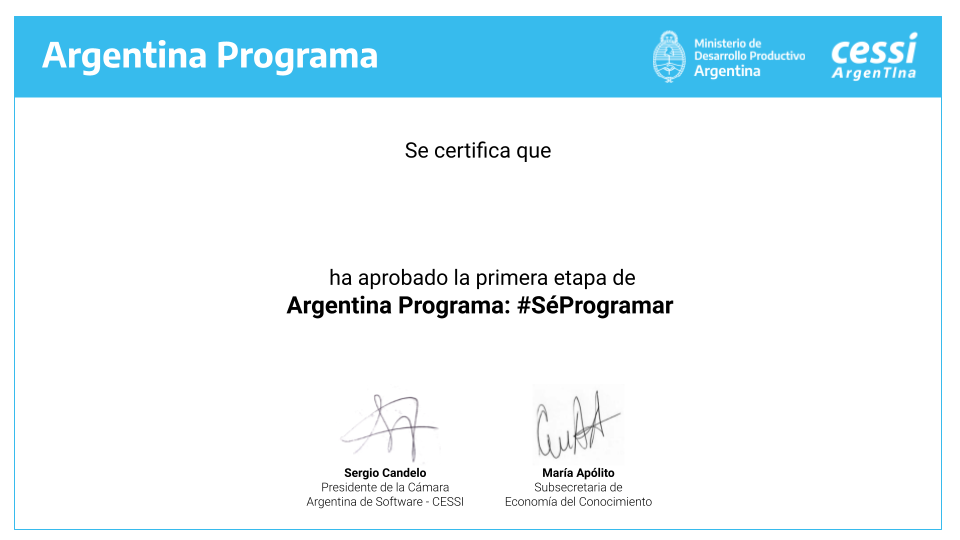 Argentina Programa
Ministerio de
Desarrollo Productivo
Argentina
cessi
ArgenTIna
Se certifica que
ha aprobado la primera etapa de
Argentina Programa: #SéProgramar
Sergio Candelo
Presidente de la Cámara
Argentina de Software - CESSI
María Apólito
Subsecretaria de
Economía del Conocimiento